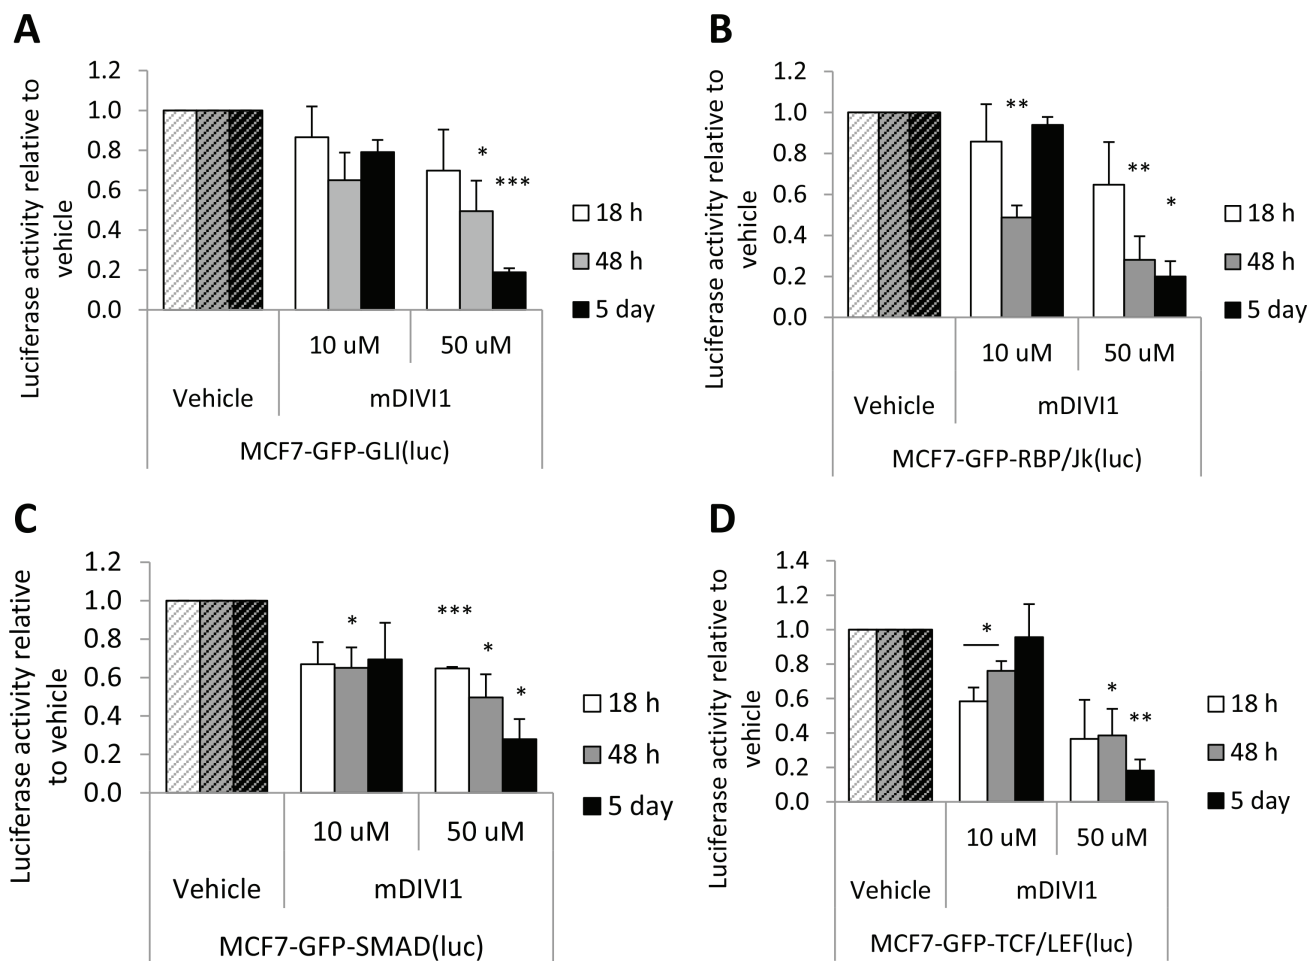 A
Luciferase activity relative to
vehicle
1.2
1.0
0.8
0.6
0.4
0.2
0.0
*
***
18 h
48 h
5 day
10 uM
50 uM
Vehicle
mDIVI1
MCF7-GFP-GLI(luc)
B
Luciferase activity relative to
vehicle
1.2
1.0
0.8
0.6
0.4
0.2
0.0
**
**
*
18 h
48 h
5 day
10 uM
50 uM
Vehicle
mDIVI1
MCF7-GFP-RBP/Jk(luc)
C
Luciferase activity relative
to vehicle
1.2
1.0
0.8
0.6
0.4
0.2
0.0
*
***
*
*
18 h
48 h
5 day
10 uM
50 uM
Vehicle
mDIVI1
MCF7-GFP-SMAD(luc)
D
Luciferase activity relative to
vehicle
1.4
1.2
1.0
0.8
0.6
0.4
0.2
0.0
*
*
**
18 h
48 h
5 day
10 uM
50 uM
Vehicle
mDIVI1
MCF7-GFP-TCF/LEF(luc)